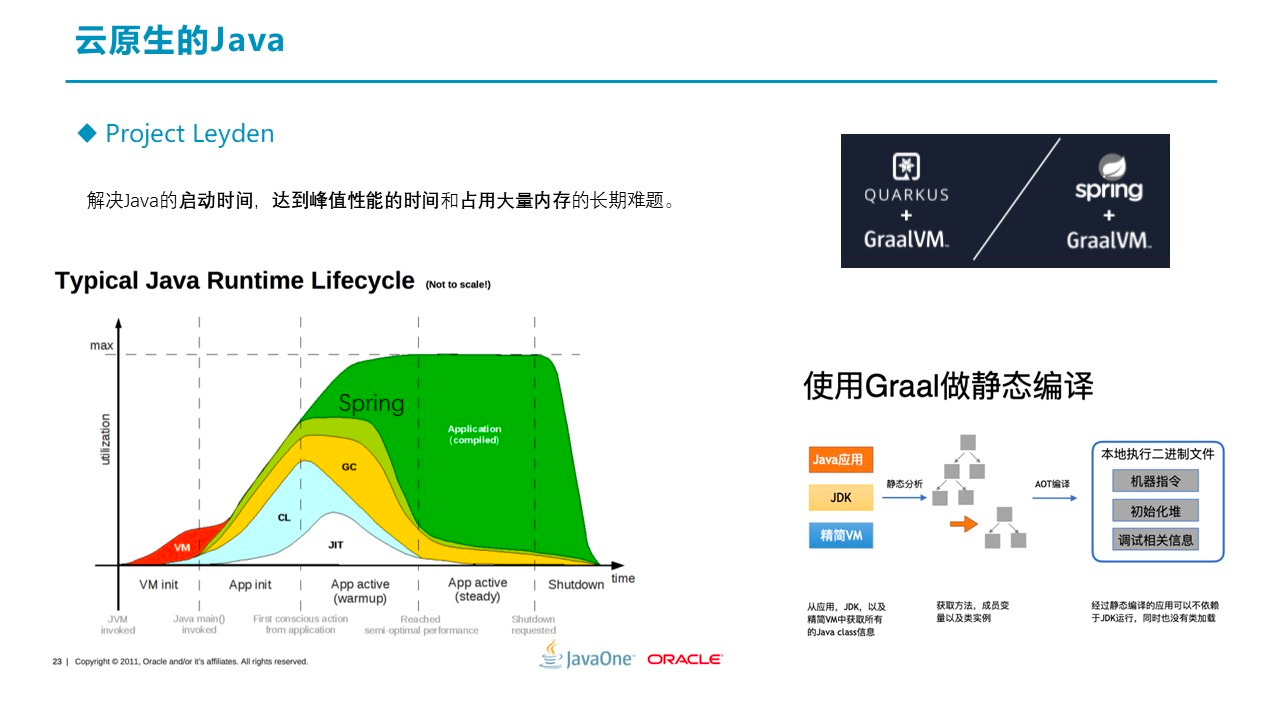 云原生的Java
◆ Project Leyden
解决Java的启动时间，达到峰值性能的时间和占用大量内存的长期难题。
QUARKUS
+
GraalVM™
spring
+
GraalVM™
Typical Java Runtime Lifecycle (Not to scale!)
max
utilization
Spring
Application
(compiled)
GC
CL
VM
JIT
time
VM init
App init
App active
(warmup)
App active
(steady)
Shutdown
JVM
invoked
Java main()
invoked
First conscious action
from application
Reached
semi-optimal performance
Shutdown
requested
23 | Copyright © 2011, Oracle and/or it's affiliates. All rights reserved.
JavaOne™
ORACLE
使用Graal做静态编译
Java应用
JDK
精简VM
静态分析
AOT编译
本地执行二进制文件
机器指令
初始化堆
调试相关信息
从应用，JDK，以及
精简VM中获取所有
的Java class信息
获取方法，成员变
量以及类实例
经过静态编译的应用可以不依赖
于JDK运行，同时也没有类加载